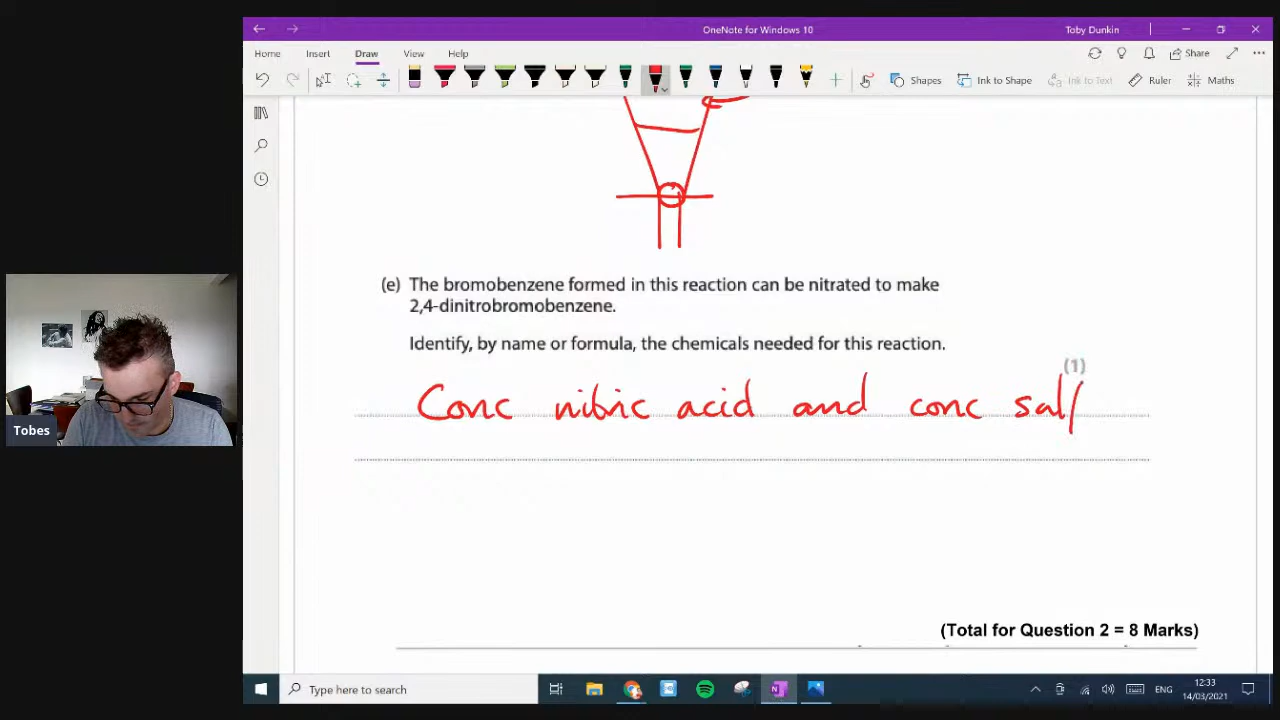 OneNote for Windows 10
Toby Dunkin
Home Insert Draw View Help
Share
Shapes Ink to Shape Ink to Text Ruler Maths
(e) The bromobenzene formed in this reaction can be nitrated to make
2,4-dinitrobromobenzene.
Identify, by name or formula, the chemicals needed for this reaction.
(1)
Conc nitric acid and conc sul
Tobes
(Total for Question 2 = 8 Marks)
Type here to search
ENG
12:33
14/03/2021